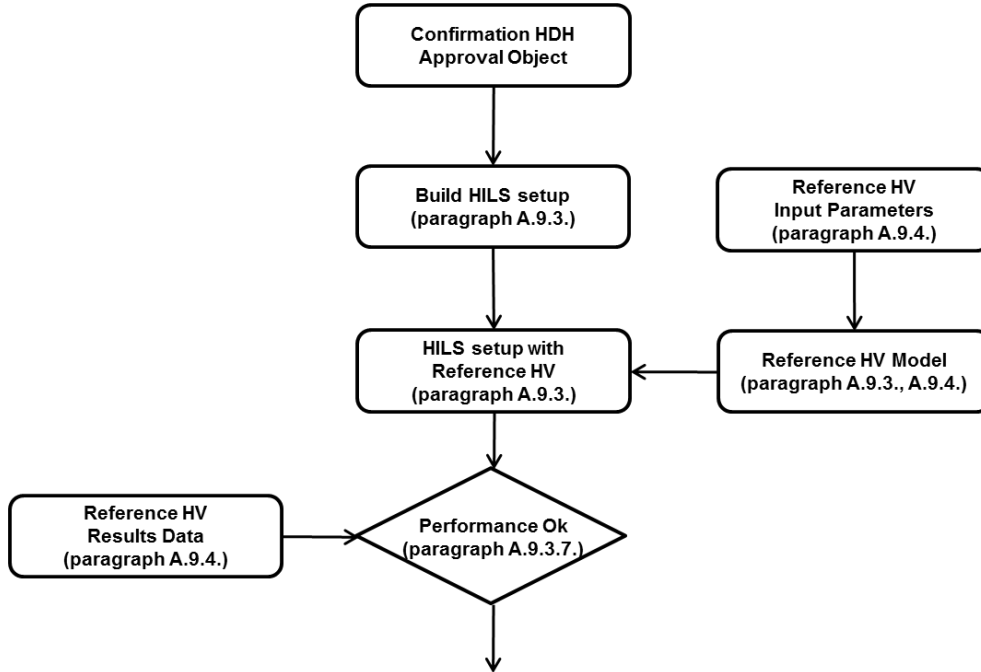 Confirmation HDH
Approval Object
Build HILS setup
(paragraph A.9.3.)
Reference HV
Input Parameters
(paragraph A.9.4.)
HILS setup with
Reference HV
(paragraph A.9.3.)
Reference HV Model
(paragraph A.9.3., A.9.4.)
Reference HV
Results Data
(paragraph A.9.4.)
Performance Ok
(paragraph A.9.3.7.)